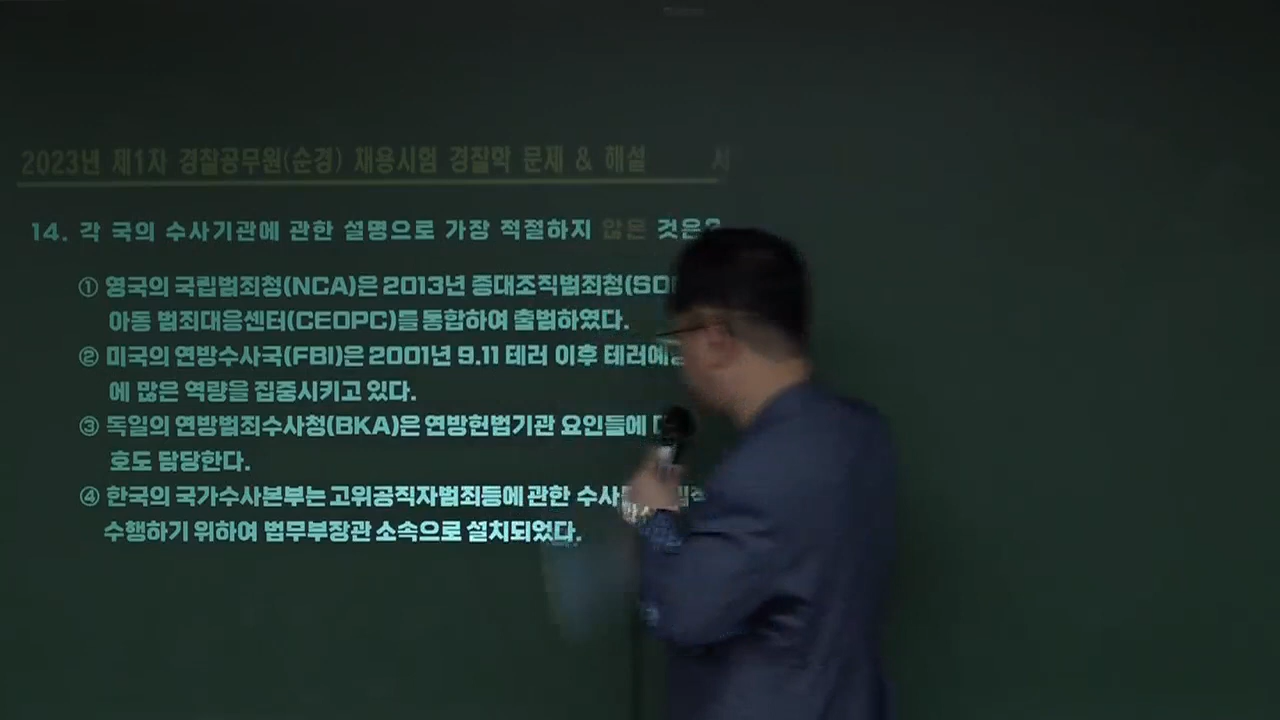 2023년 제1차 경찰공무원(순경) 채용시험 경찰학 문제 & 해설
14. 각 국의 수사기관에 관한 설명으로 가장 적절하지 않은 것은?
① 영국의 국립범죄청(NCA)은 2013년 중대조직범죄청(SO
아동 범죄대응센터(CEOPC)를 통합하여 출범하였다.
② 미국의 연방수사국(FBI)은 2001년 9.11 테러 이후
에 많은 역량을 집중시키고 있다.
③ 독일의 연방범죄수사청(BKA)은 연방헌법기관 요인들에
호도 담당한다.
④ 한국의 국가수사본부는 고위공직자범죄등에 관한 수사
수행하기 위하여 법무부장관 소속으로 설치되었다.